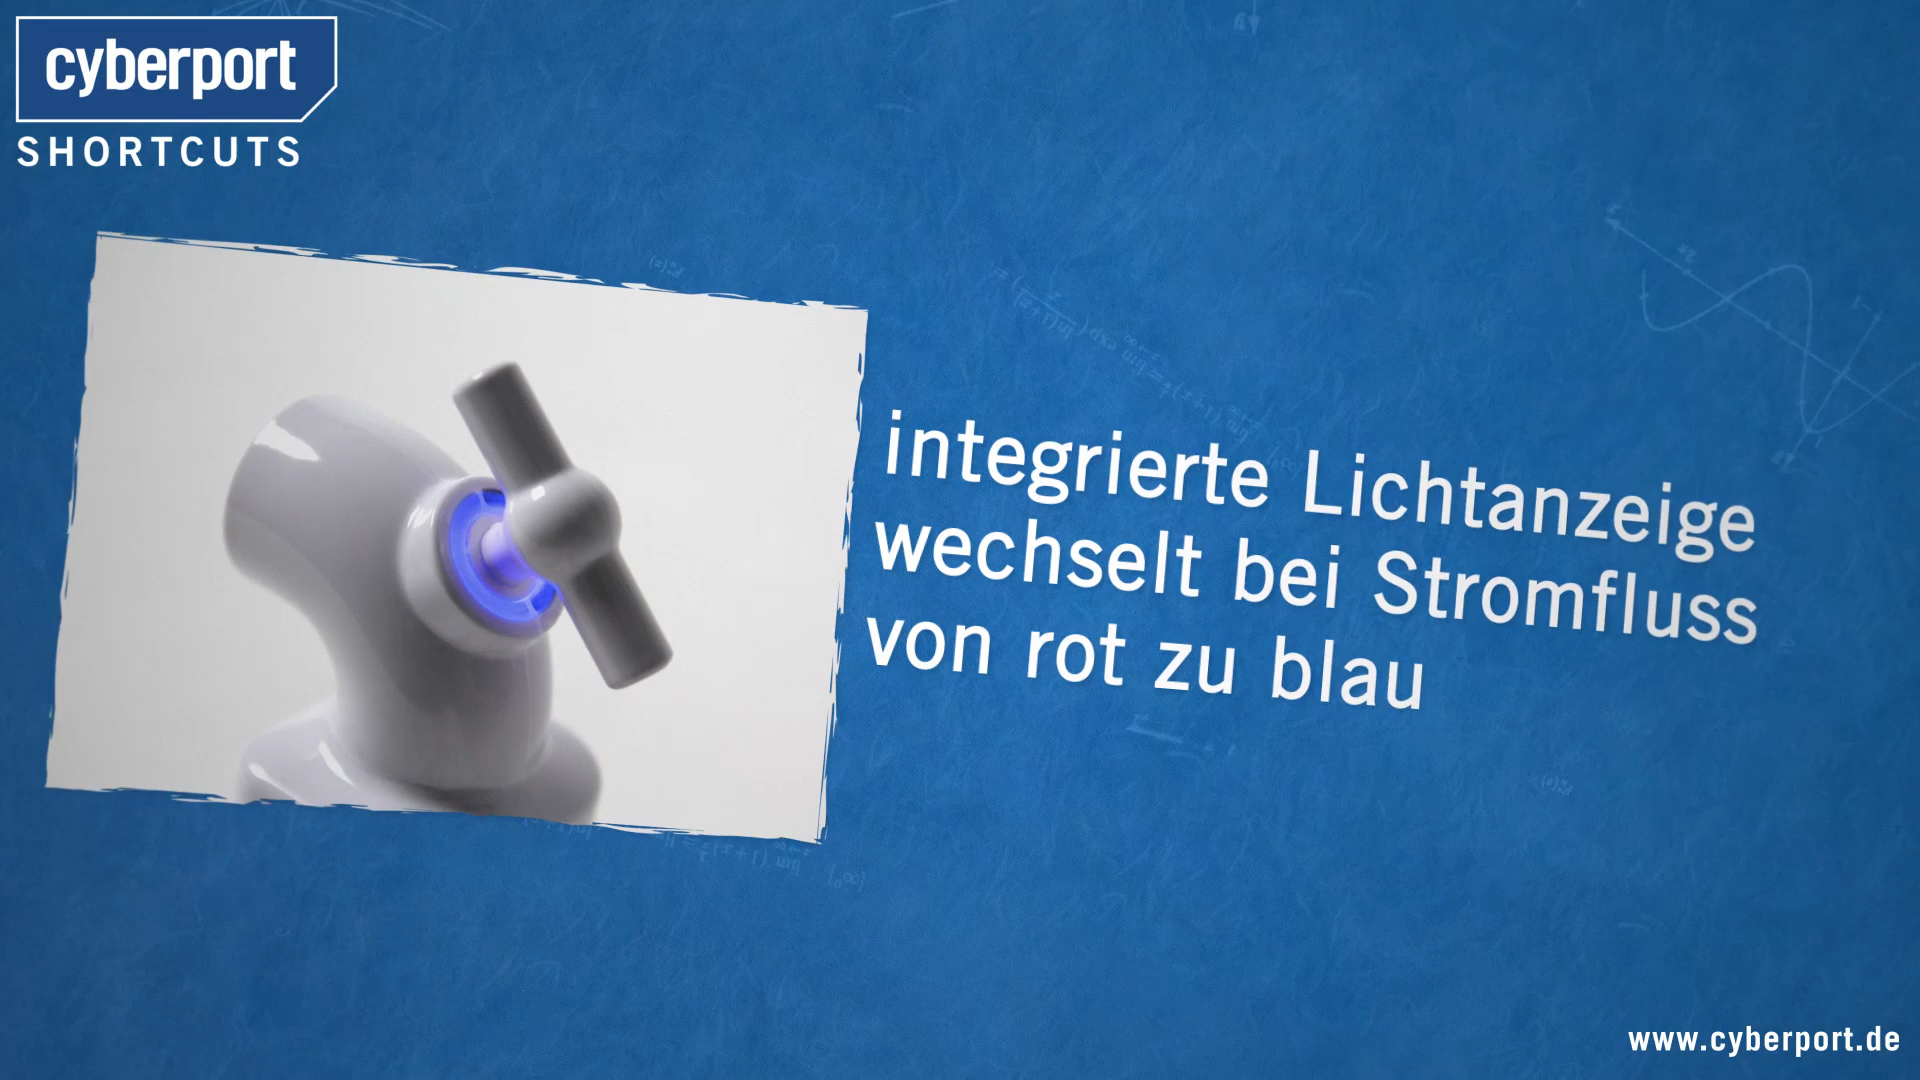 cyberport
SHORTCUTS
integrierte Lichtanzeige
wechselt bei Stromfluss
von rot zu blau
www.cyberport.de